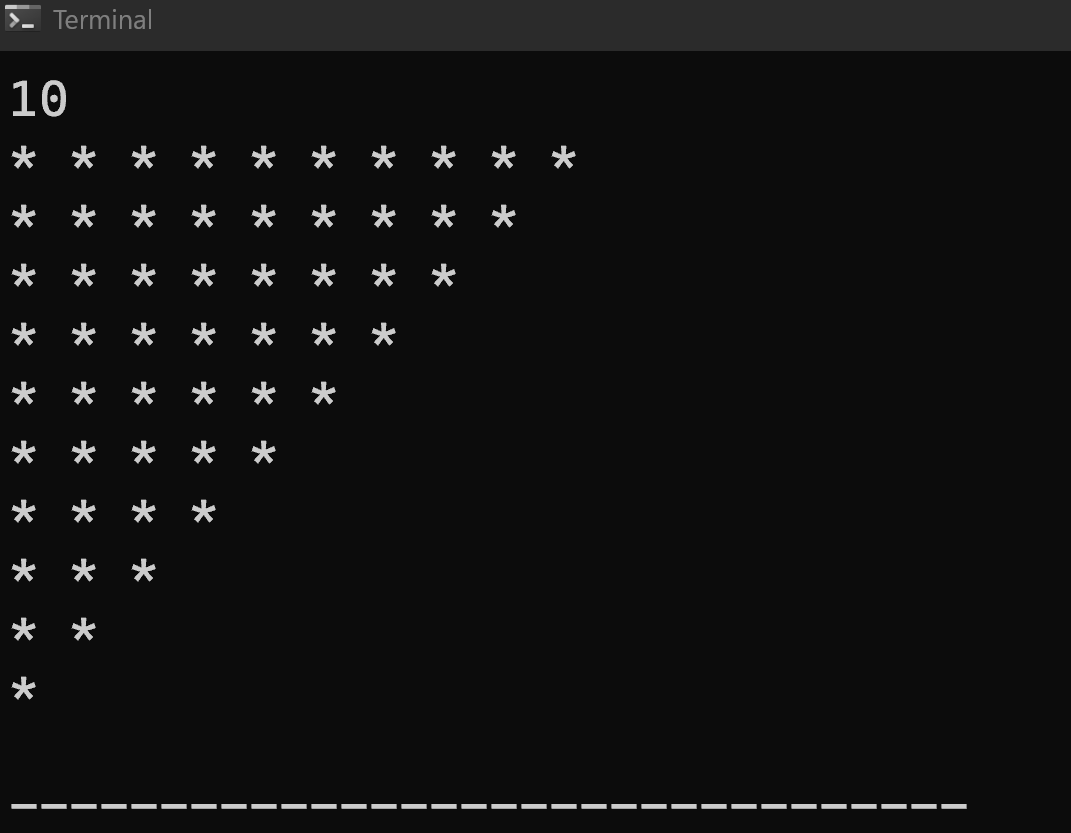 Terminal
10
* * * * * * * * * *
* * * * * * * * *
* * * * * * * *
* * * * * * *
* * * * * *
* * * * *
* * * *
* * *
* *
*
--------------------------------